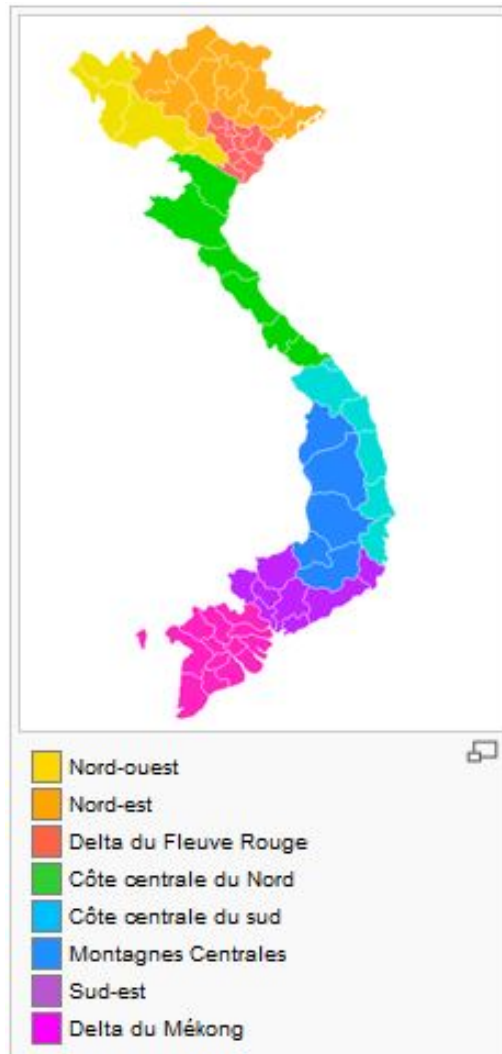 Nord-ouest
Nord-est
Delta du Fleuve Rouge
Côte centrale du Nord
Côte centrale du sud
Montagnes Centrales
Sud-est
Delta du Mékong